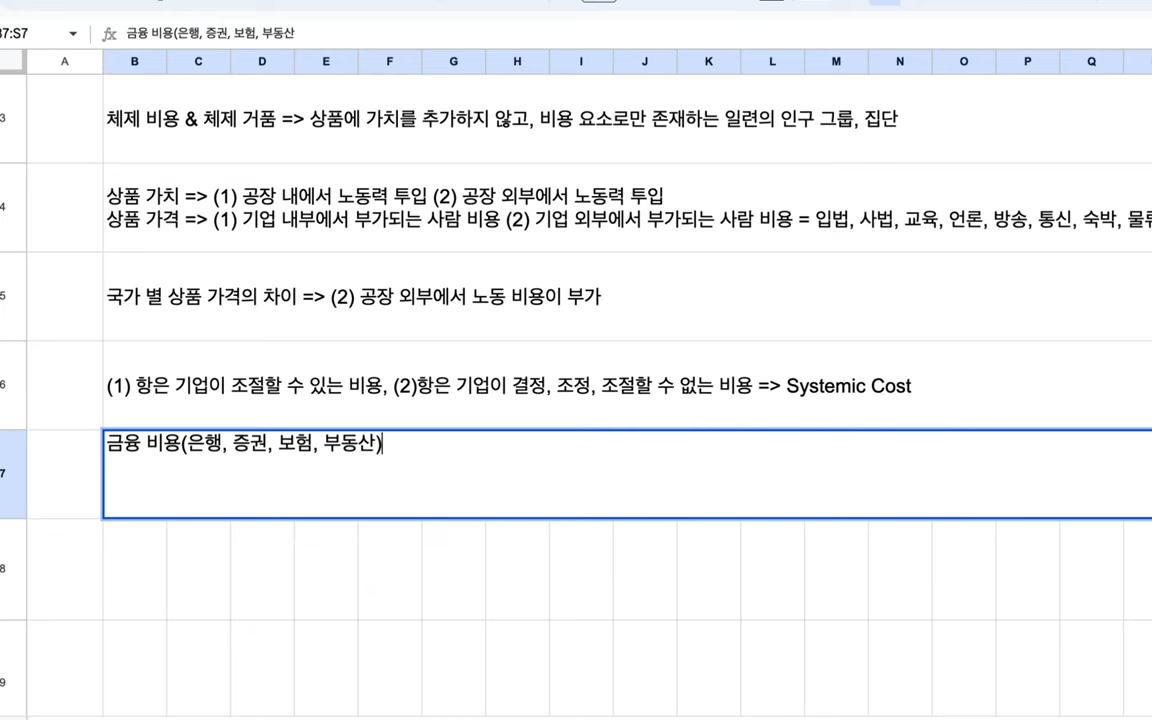 37:S7 fx 금융 비용(은행, 증권, 보험, 부동산
A B C D E F G H I J K L M N O P Q
3 체제 비용 & 체제 거품 => 상품에 가치를 추가하지 않고, 비용 요소로만 존재하는 일련의 인구 그룹, 집단
상품 가치 => (1) 공장 내에서 노동력 투입 (2) 공장 외부에서 노동력 투입
4 상품 가격 => (1) 기업 내부에서 부가되는 사람 비용 (2) 기업 외부에서 부가되는 사람 비용 = 입법, 사법, 교육, 언론, 방송, 통신, 숙박, 물류
5 국가 별 상품 가격의 차이 => (2) 공장 외부에서 노동 비용이 부가
6 (1) 항은 기업이 조절할 수 있는 비용, (2)항은 기업이 결정, 조정, 조절할 수 없는 비용 => Systemic Cost
7 금융 비용(은행, 증권, 보험, 부동산)
8
9